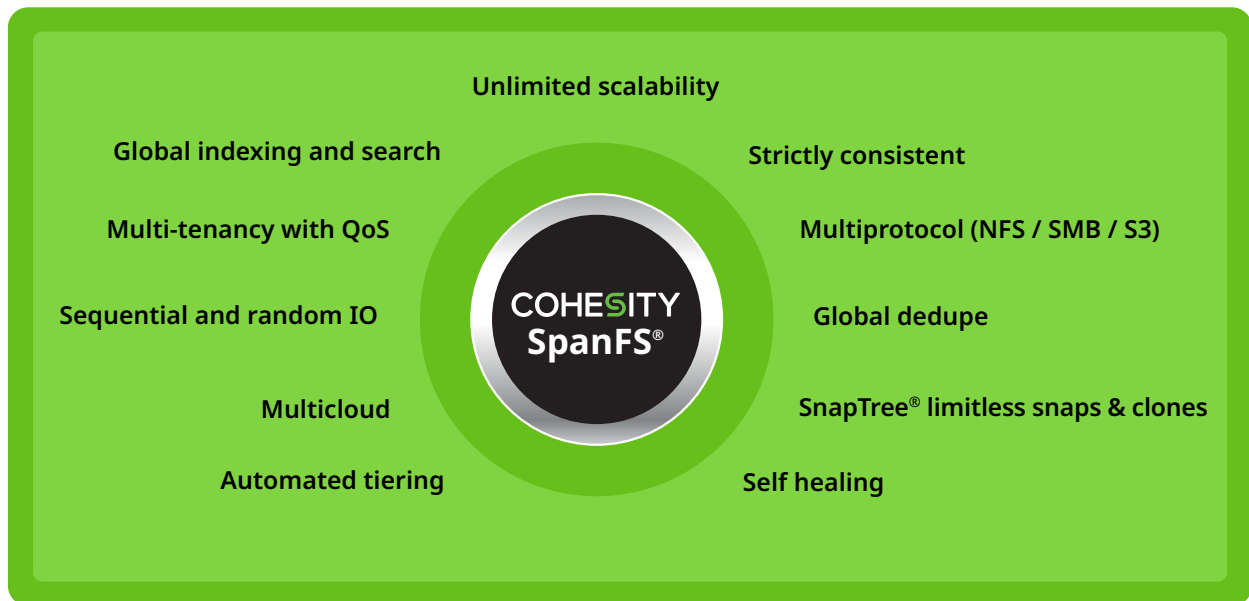 Unlimited scalability
Global indexing and search
Strictly consistent
Multi-tenancy with QoS
Multiprotocol (NFS / SMB / S3)
Sequential and random IO
COHESITY
SpanFS®
Global dedupe
Multicloud
SnapTree® limitless snaps & clones
Automated tiering
Self healing